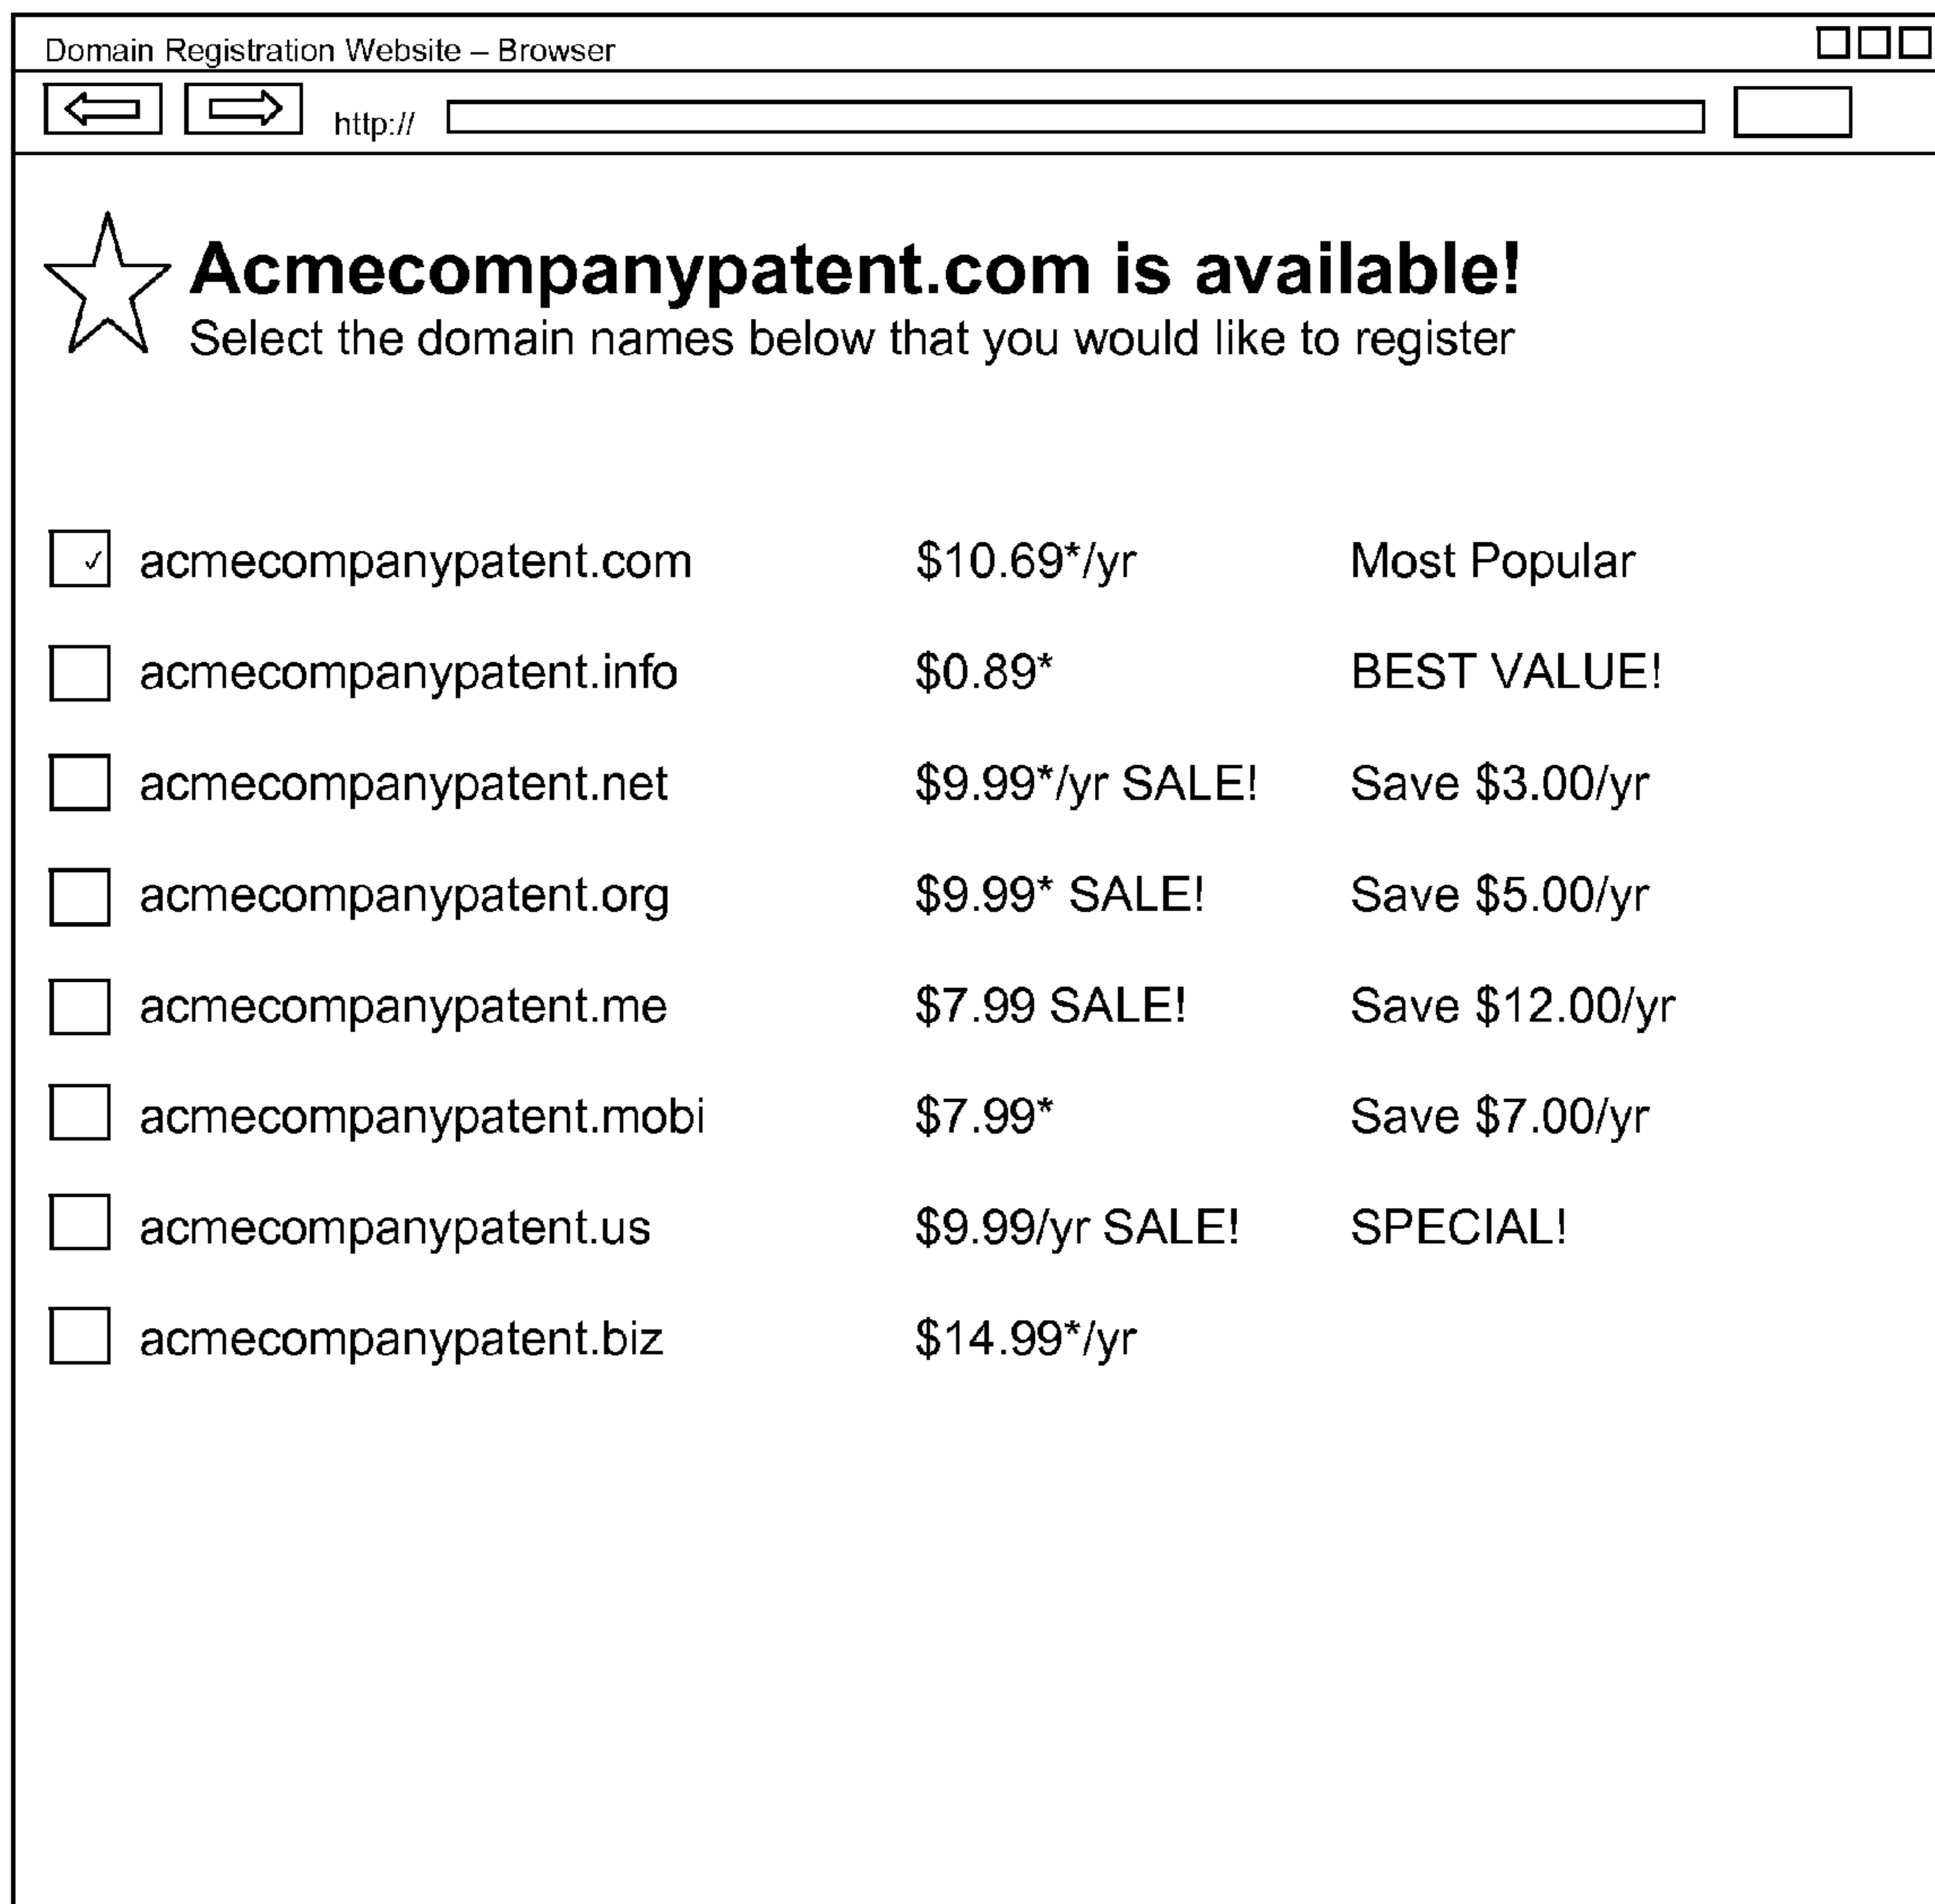 Domain Registration Website – Browser
http://
Acmecompanypatent.com is available!
Select the domain names below that you would like to register
✓ acmecompanypatent.com $10.69*/yr Most Popular
acmecompanypatent.info $0.89* BEST VALUE!
acmecompanypatent.net $9.99*/yr SALE! Save $3.00/yr
acmecompanypatent.org $9.99* SALE! Save $5.00/yr
acmecompanypatent.me $7.99 SALE! Save $12.00/yr
acmecompanypatent.mobi $7.99* Save $7.00/yr
acmecompanypatent.us $9.99/yr SALE! SPECIAL!
acmecompanypatent.biz $14.99*/yr